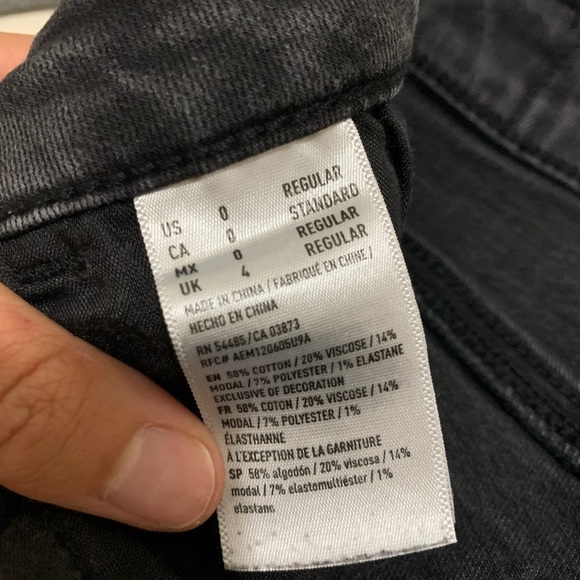 US 0 REGULAR
CA 0 STANDARD
MX 0 REGULAR
UK 4 REGULAR
MADE IN CHINA / FABRIQUÉ EN CHINE /
HECHO EN CHINA
RN 54485/CA 03873
RFC# AEM120605U9A
EN 58% COTTON / 20% VISCOSE / 14%
MODAL / 7% POLYESTER / 1% ELASTANE
EXCLUSIVE OF DECORATION
FR 58% COTON / 20% VISCOSE / 14%
MODAL / 7% POLYESTER / 1%
ÉLASTHANNE
À L'EXCEPTION DE LA GARNITURE
SP 58% algodón / 20% viscosa / 14%
modal / 7% elastomultiéster / 1%
elastano